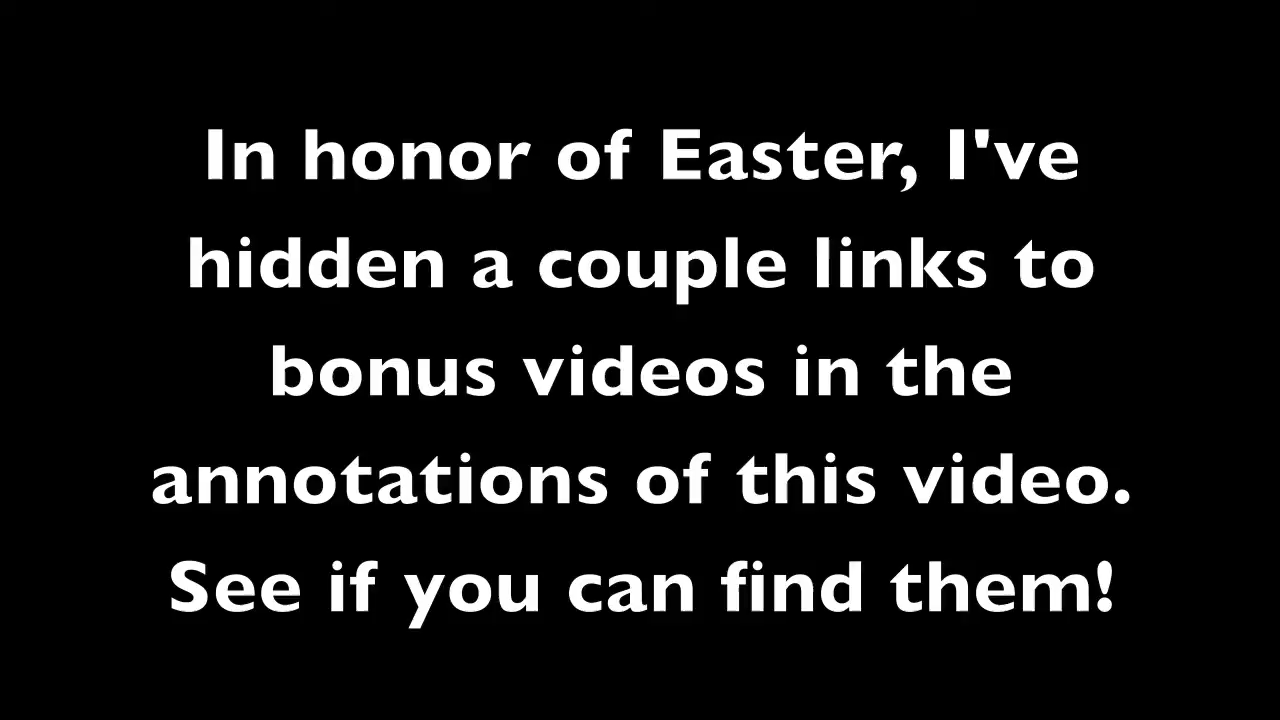 In honor of Easter, I've
hidden a couple links to
bonus videos in the
annotations of this video.
See if you can find them!